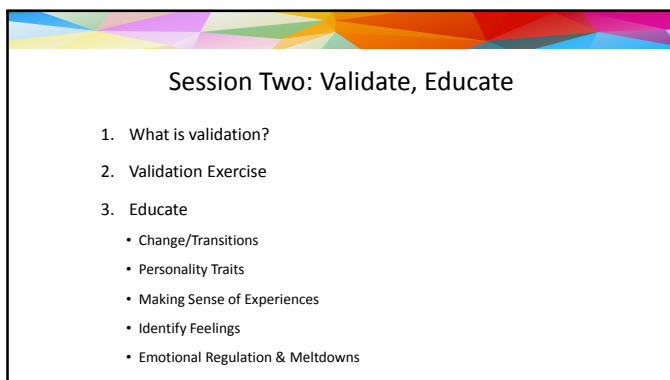 Session Two: Validate, Educate
1. What is validation?
2. Validation Exercise
3. Educate
• Change/Transitions
• Personality Traits
• Making Sense of Experiences
• Identify Feelings
• Emotional Regulation & Meltdowns